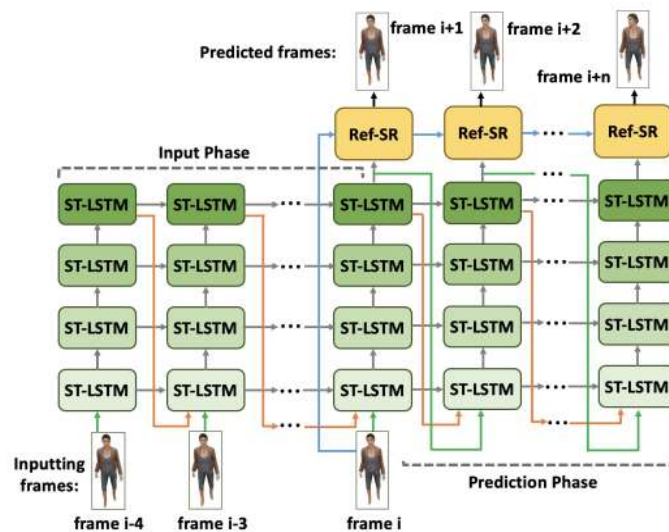 frame i+1
frame i+2
Predicted frames:
frame i+n
Ref-SR
Ref-SR
...
Ref-SR
Input Phase
ST-LSTM
ST-LSTM
...
ST-LSTM
ST-LSTM
...
ST-LSTM
ST-LSTM
ST-LSTM
...
ST-LSTM
ST-LSTM
...
ST-LSTM
ST-LSTM
ST-LSTM
...
ST-LSTM
ST-LSTM
...
ST-LSTM
ST-LSTM
ST-LSTM
...
ST-LSTM
ST-LSTM
...
ST-LSTM
...
...
Inputting
frames:
Prediction Phase
frame i-4
frame i-3
frame i